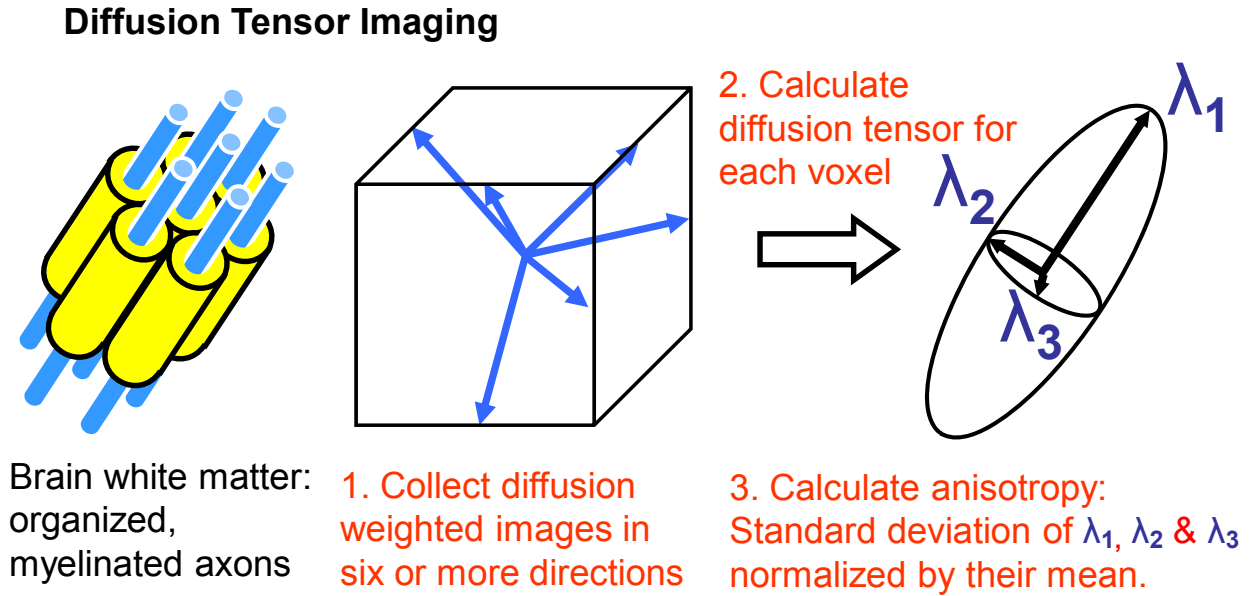 Diffusion Tensor Imaging
2. Calculate
diffusion tensor for
each voxel
λ1
λ2
λ3
Brain white matter:
organized,
myelinated axons
1. Collect diffusion
weighted images in
six or more directions
3. Calculate anisotropy:
Standard deviation of λ1, λ2 & λ3
normalized by their mean.